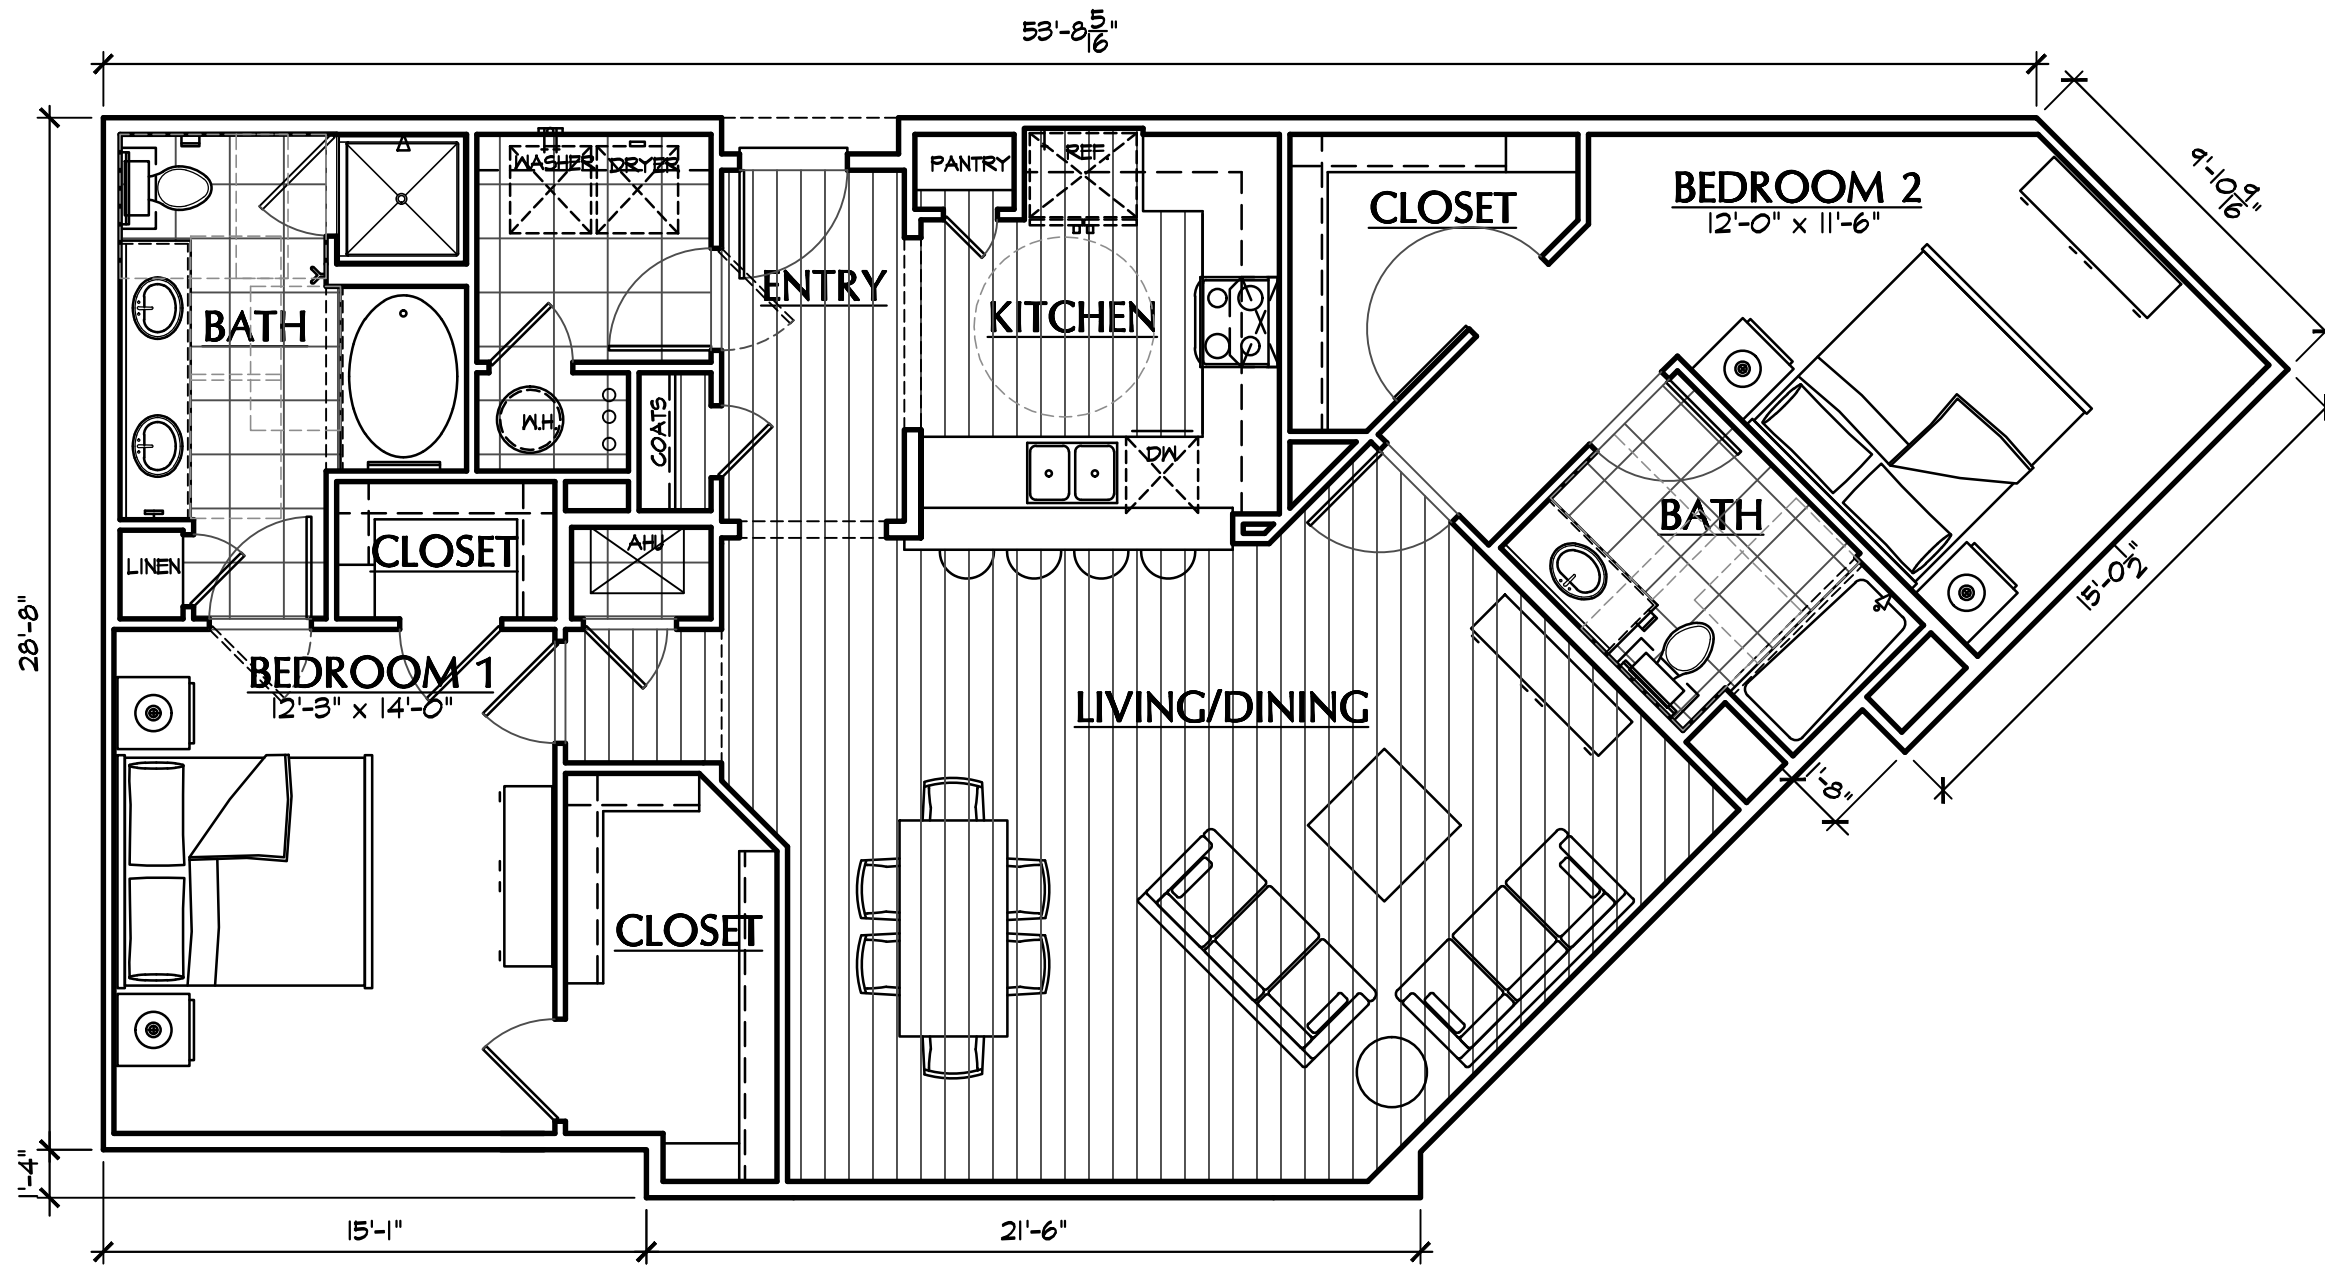 53'-8 5/16"
WASHER
DRYER
PANTRY
REF.
9'-10 9/16"
BEDROOM 2
12'-0" x 11'-6"
CLOSET
ENTRY
KITCHEN
BATH
W.H.
COATS
DW
BATH
LINEN
CLOSET
AHU
15'-0 1/2"
28'-8"
BEDROOM 1
12'-3" x 14'-0"
LIVING/DINING
1'-8"
CLOSET
1'-4"
15'-1"
21'-6"